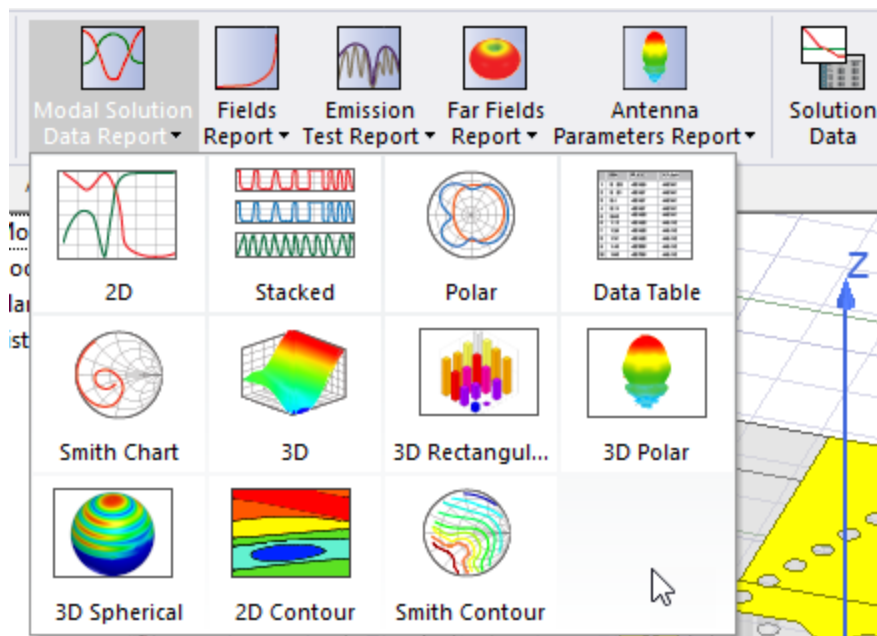 Modal Solution
Data Report
Fields
Report
Emission
Test Report
Far Fields
Report
Antenna
Parameters Report
Solution
Data
2D
Stacked
Polar
Data Table
Smith Chart
3D
3D Rectangul...
3D Polar
3D Spherical
2D Contour
Smith Contour
Z